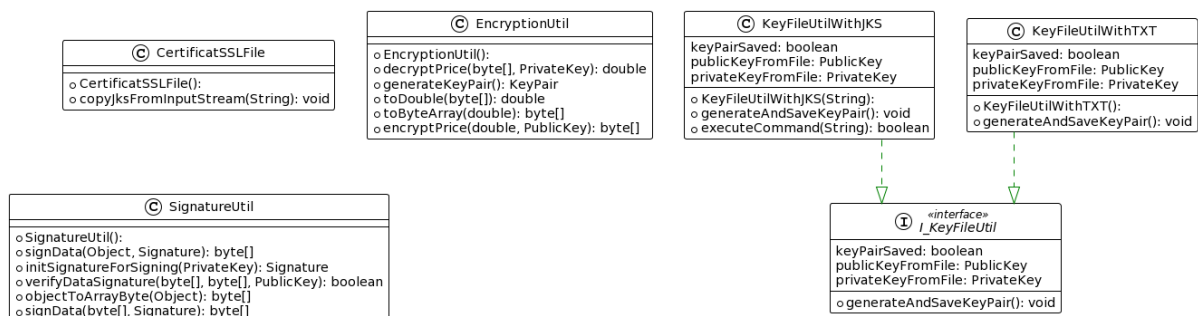 C CertificatSSLFile
CertificatSSLFile():
copyJksFromInputStream(String): void
C EncryptionUtil
EncryptionUtil():
decryptPrice(byte[], PrivateKey): double
generateKeyPair(): KeyPair
toDouble(byte[]): double
toByteArray(double): byte[]
encryptPrice(double, PublicKey): byte[]
C KeyFileUtilWithJKS
keyPairSaved: boolean
publicKeyFromFile: PublicKey
privateKeyFromFile: PrivateKey
KeyFileUtilWithJKS(String):
generateAndSaveKeyPair(): void
executeCommand(String): boolean
C KeyFileUtilWithTXT
keyPairSaved: boolean
publicKeyFromFile: PublicKey
privateKeyFromFile: PrivateKey
KeyFileUtilWithTXT():
generateAndSaveKeyPair(): void
C SignatureUtil
SignatureUtil():
signData(Object, Signature): byte[]
initSignatureForSigning(PrivateKey): Signature
verifyDataSignature(byte[], byte[], PublicKey): boolean
objectToArrayByte(Object): byte[]
signData(byte[], Signature): byte[]
I «interface»
I_KeyFileUtil
keyPairSaved: boolean
publicKeyFromFile: PublicKey
privateKeyFromFile: PrivateKey
generateAndSaveKeyPair(): void